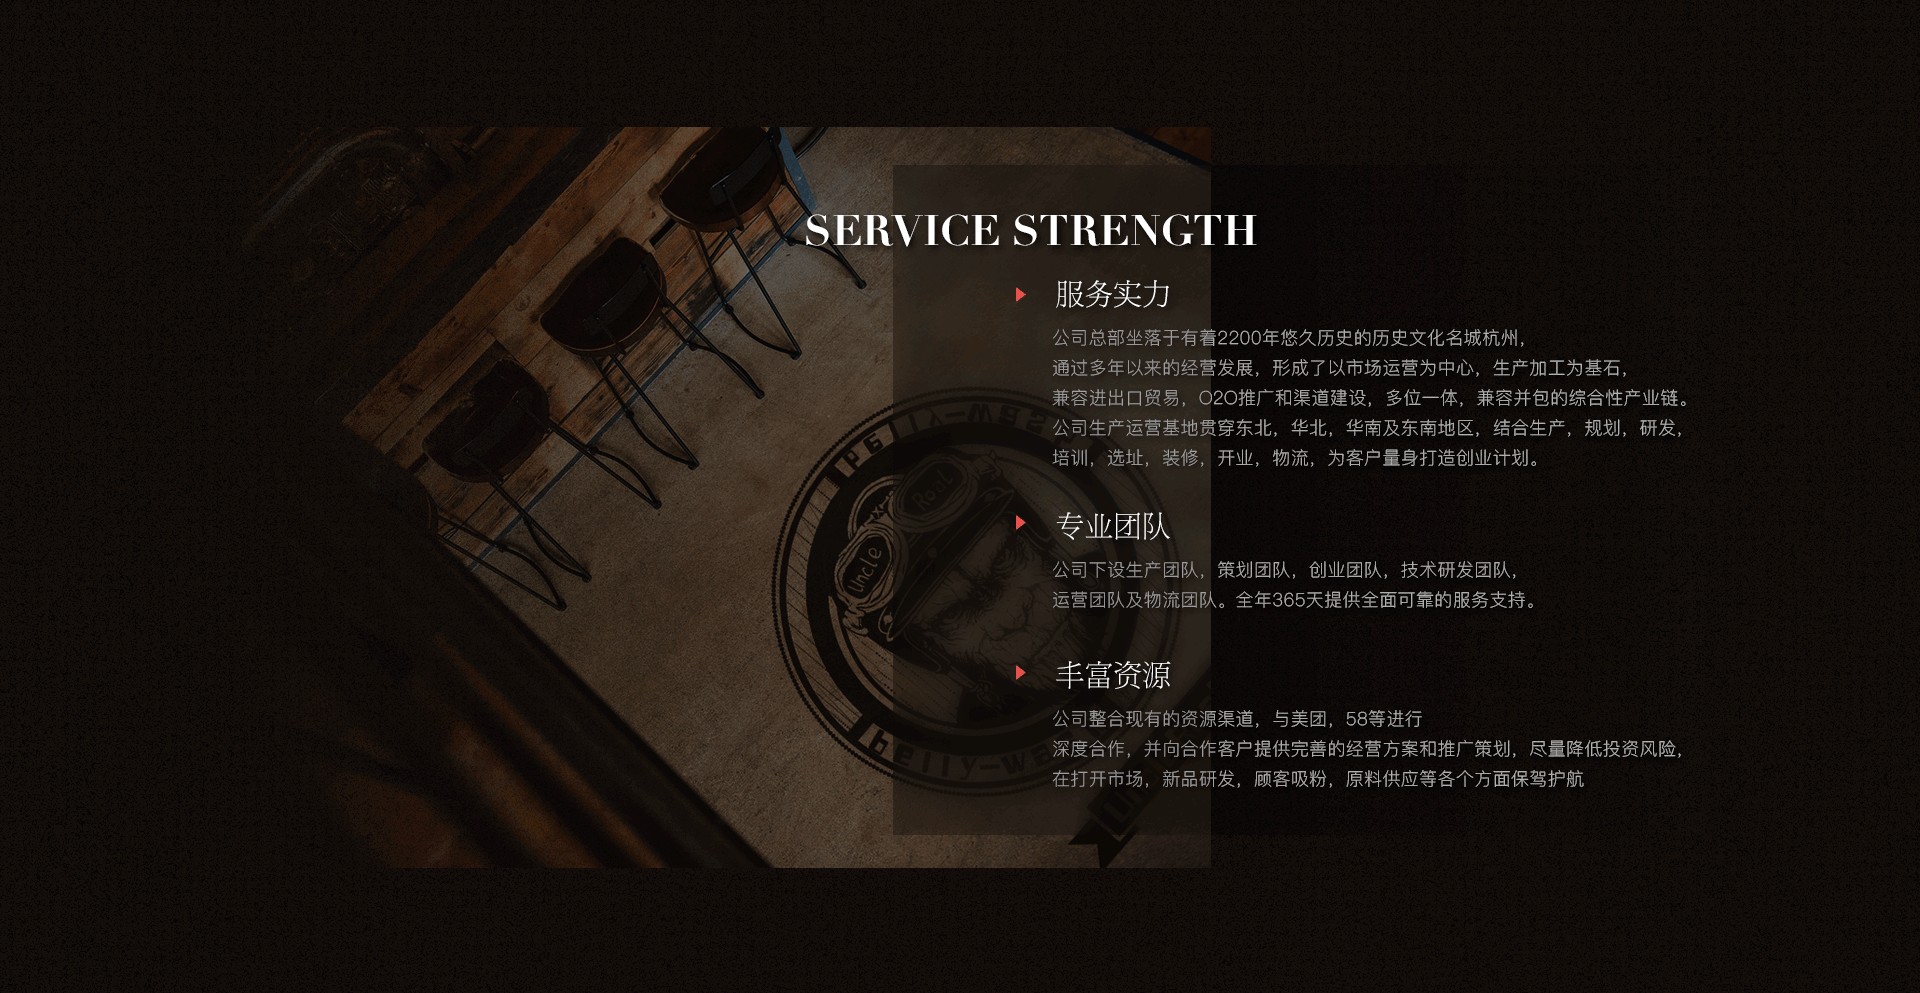 SERVICE STRENGTH
服务实力
公司总部坐落于有着2200年悠久历史的历史文化名城杭州，
通过多年以来的经营发展，形成了以市场运营为中心，生产加工为基石，
兼容进出口贸易，O2O推广和渠道建设，多位一体，兼容并包的综合性产业链。
公司生产运营基地贯穿东北，华北，华南及东南地区，结合生产，规划，研发，
培训，选址，装修，开业，物流，为客户量身打造创业计划。
专业团队
公司下设生产团队，策划团队，创业团队，技术研发团队，
运营团队及物流团队。全年365天提供全面可靠的服务支持。
丰富资源
公司整合现有的资源渠道，与美团，58等进行
深度合作，并向合作客户提供完善的经营方案和推广策划，尽量降低投资风险，
在打开市场，新品研发，顾客吸粉，原料供应等各个方面保驾护航
Uncle
Roal